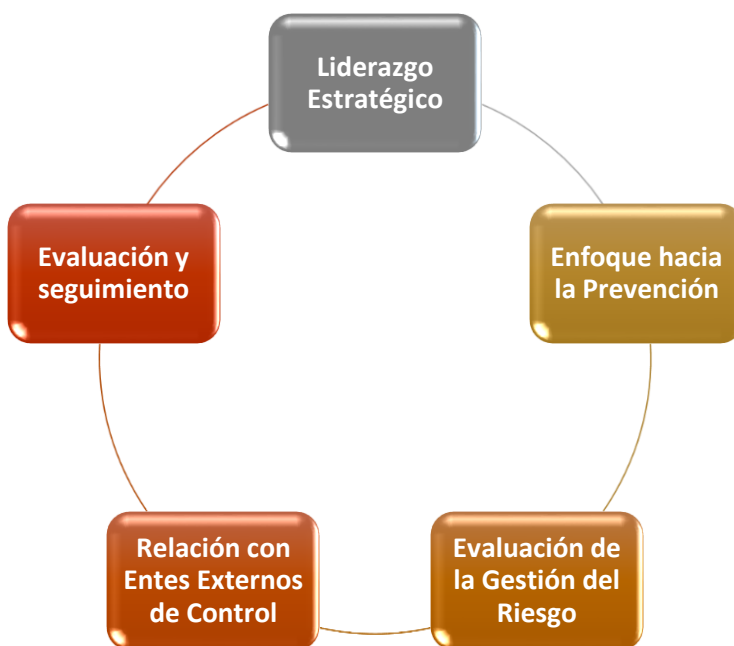 Liderazgo
Estratégico
Enfoque hacia
la Prevención
Evaluación de
la Gestión del
Riesgo
Relación con
Entes Externos
de Control
Evaluación y
seguimiento